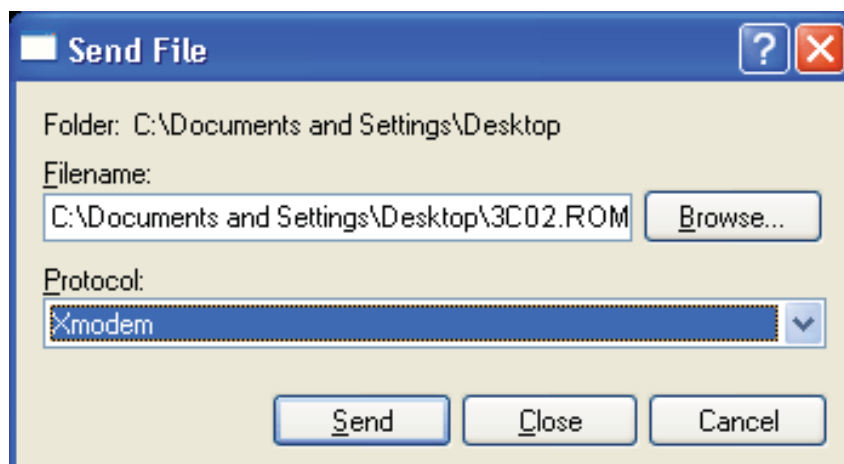 Send File
Folder: C:\Documents and Settings\Desktop
Filename:
C:\Documents and Settings\Desktop\3C02.ROM Browse...
Protocol:
Xmodem
Send Close Cancel